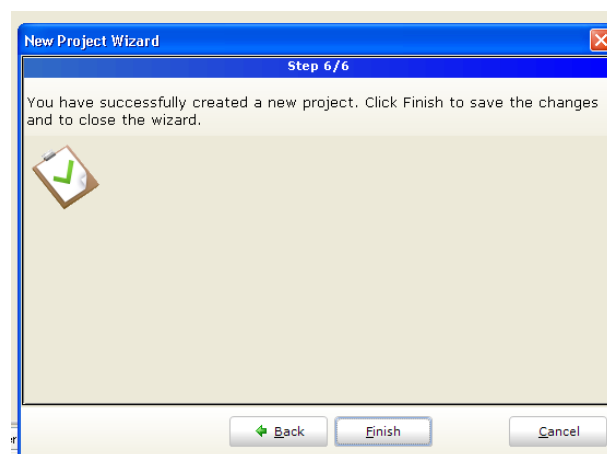 New Project Wizard
Step 6/6
You have successfully created a new project. Click Finish to save the changes
and to close the wizard.
Back
Finish
Cancel